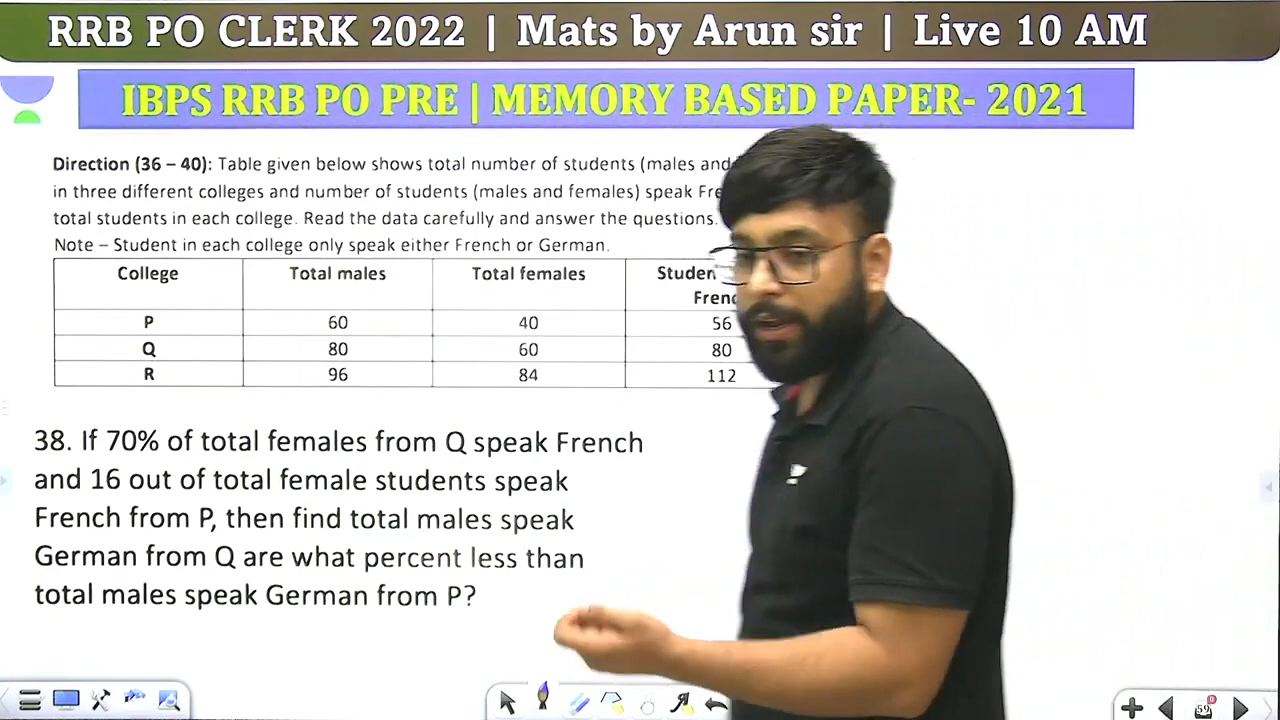 RRB PO CLERK 2022 | Mats by Arun sir | Live 10 AM
IBPS RRB PO PRE | MEMORY BASED PAPER- 2021
Direction (36 – 40): Table given below shows total number of students (males and
in three different colleges and number of students (males and females) speak
total students in each college. Read the data carefully and answer the questions.
Note – Student in each college only speak either French or German.
College Total males Total females
P 60 40 56
Q 80 60 80
R 96 84 112
38. If 70% of total females from Q speak French
and 16 out of total female students speak
French from P, then find total males speak
German from Q are what percent less than
total males speak German from P?